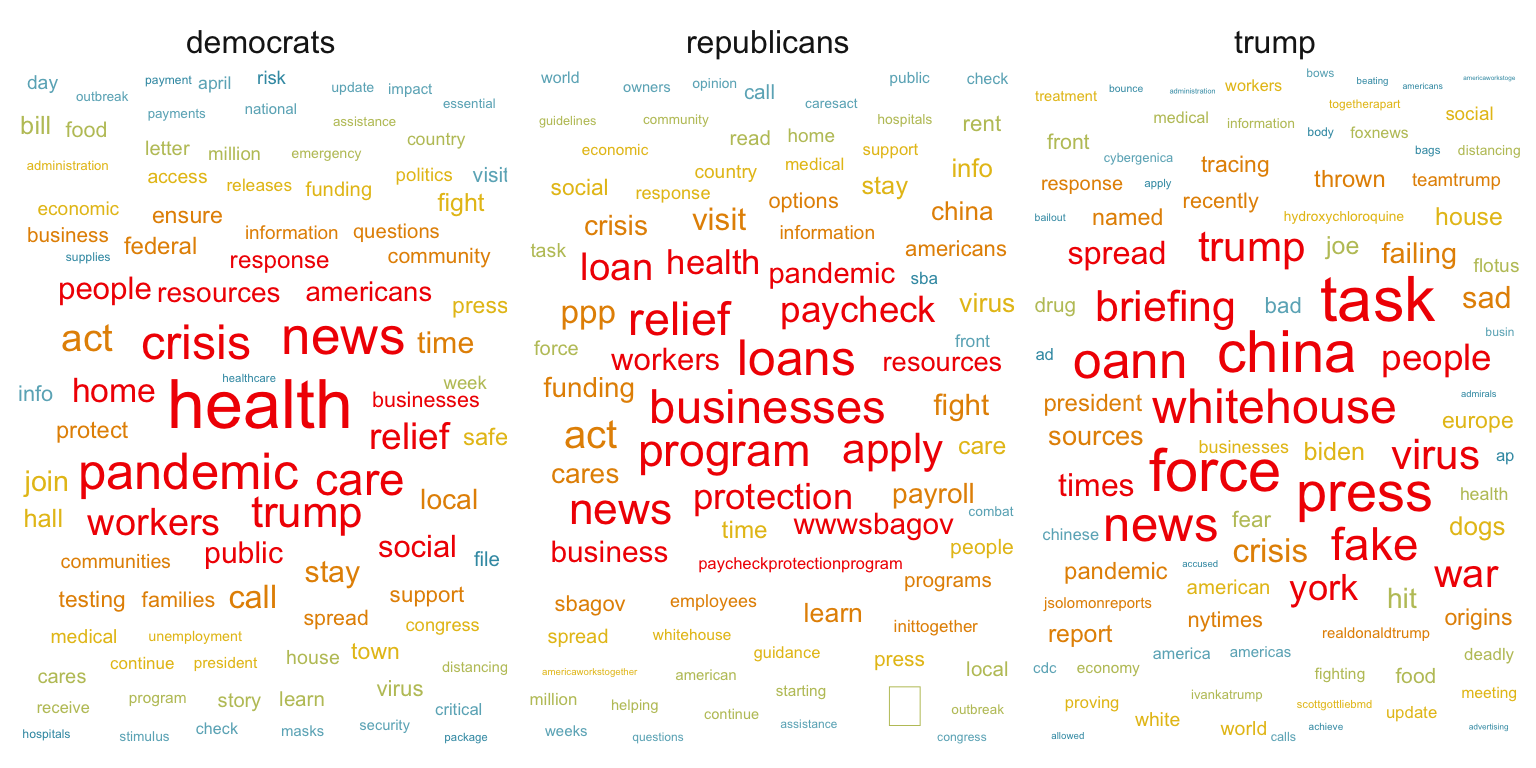 democrats
day
payment
april
risk
update
impact
outbreak
payments
national
essential
bill
food
assistance
letter
million
emergency
country
administration
access
releases
funding
politics
visit
economic
ensure
fight
business
federal
information
questions
supplies
response
community
people
resources
americans
press
act
crisis
news
time
info
home
healthcare
health
week
businesses
protect
relief
safe
join
pandemic
care
local
hall
workers
trump
communities
public
social
file
stay
testing
families
call
support
spread
congress
medical
unemployment
continue
president
house
town
cares
distancing
receive
program
story
learn
virus
critical
hospitals
stimulus
check
masks
security
package
republicans
world
owners
opinion
call
public
check
caresact
guidelines
community
hospitals
rent
read
home
economic
medical
support
info
social
response
country
stay
options
crisis
visit
information
china
task
americans
loan
health
pandemic
sba
ppp
relief
paycheck
virus
force
workers
loans
front
resources
funding
businesses
fight
act
program
apply
care
cares
news
protection
payroll
combat
time
wwwsbagov
business
paycheckprotectionprogram
people
programs
sbagov
employees
learn
inittogether
spread
whitehouse
guidance
press
americaworkstogether
american
local
million
helping
starting
continue
outbreak
weeks
questions
assistance
congress
trump
treatment
bounce
administration
workers
bows
beating
americans
americaworkstoge
togetherapart
medical
information
social
front
body
foxnews
cybergenica
bags
distancing
response
apply
tracing
thrown
teamtrump
bailout
named
recently
hydroxychloroquine
house
spread
trump
joe
failing
flotus
drug
briefing
bad
task
sad
busin
ad
oann
china
people
admirals
president
whitehouse
europe
sources
businesses
biden
virus
ap
times
force
press
health
chinese
news
fear
dogs
crisis
fake
pandemic
accused
american
york
war
hit
jsolomonreports
nytimes
origins
report
realdonaldtrump
america
americas
deadly
cdc
economy
fighting
food
proving
ivankatrump
scottgottliebmd
meeting
white
update
world
calls
allowed
achieve
advertising